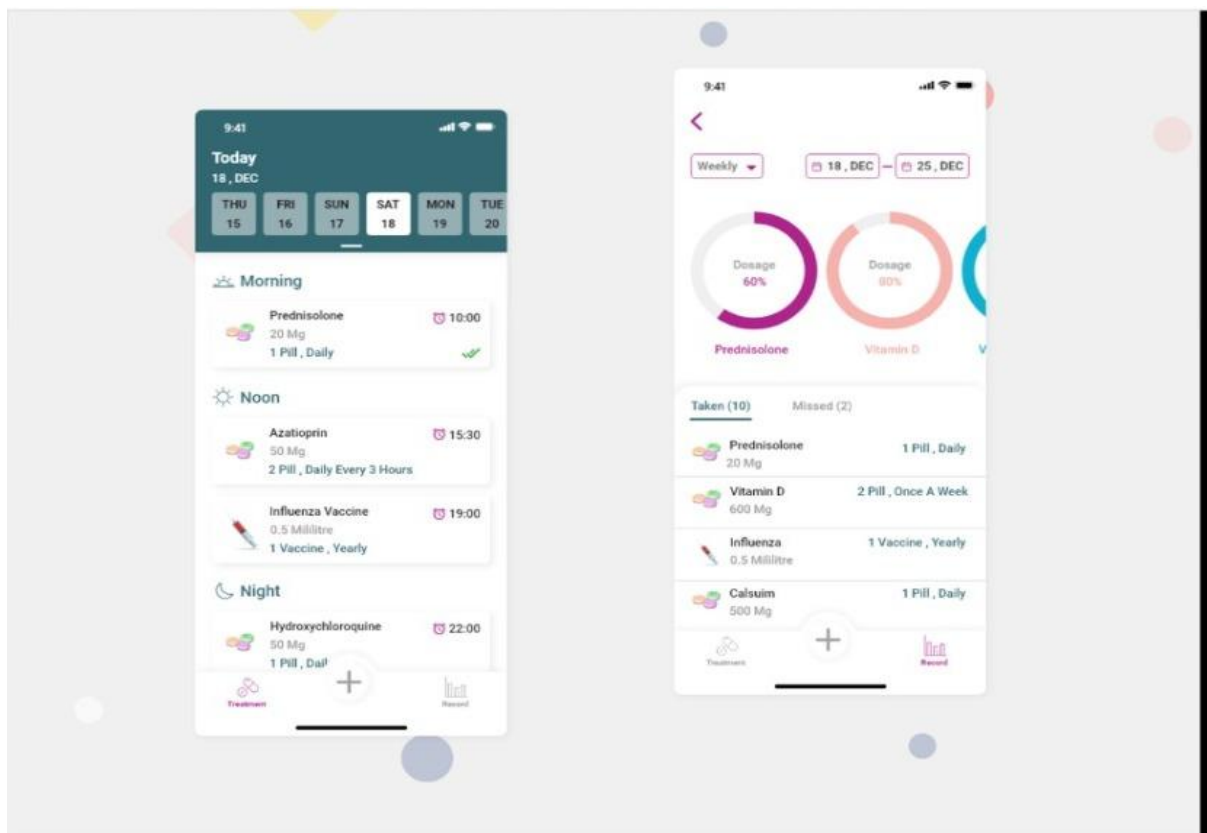 9:41
Today
18 , DEC
THU FRI SUN SAT MON TUE
15 16 17 18 19 20
Morning
Prednisolone 10:00
20 Mg
1 Pill , Daily
Noon
Azatioprin 15:30
50 Mg
2 Pill , Daily Every 3 Hours
Influenza Vaccine 19:00
0.5 Mililitre
1 Vaccine , Yearly
Night
Hydroxychloroquine 22:00
50 Mg
1 Pill , Dail
Treatment Record
9:41
Weekly 18 , DEC – 25 , DEC
Dosage Dosage
60% 80%
Prednisolone Vitamin D V
Taken (10) Missed (2)
Prednisolone 1 Pill , Daily
20 Mg
Vitamin D 2 Pill , Once A Week
600 Mg
Influenza 1 Vaccine , Yearly
0.5 Mililitre
Calsuim 1 Pill , Daily
500 Mg
Treatment Record